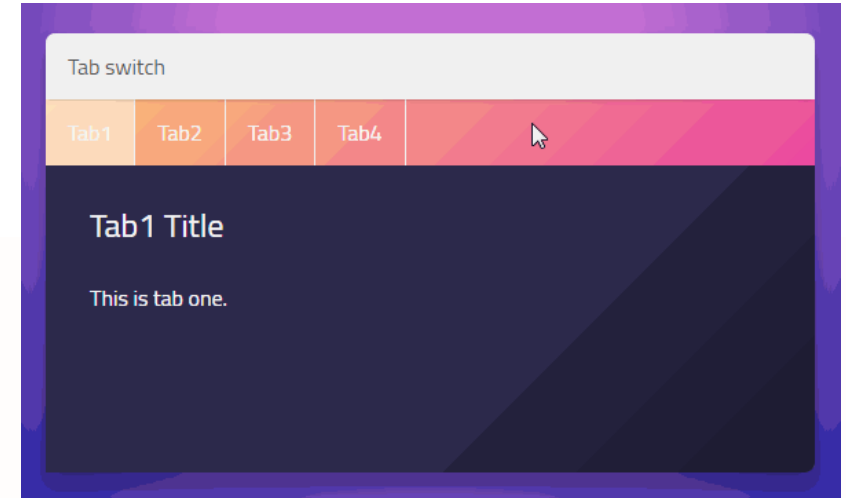 Tab switch
Tab1 Tab2 Tab3 Tab4
Tab1 Title
This is tab one.